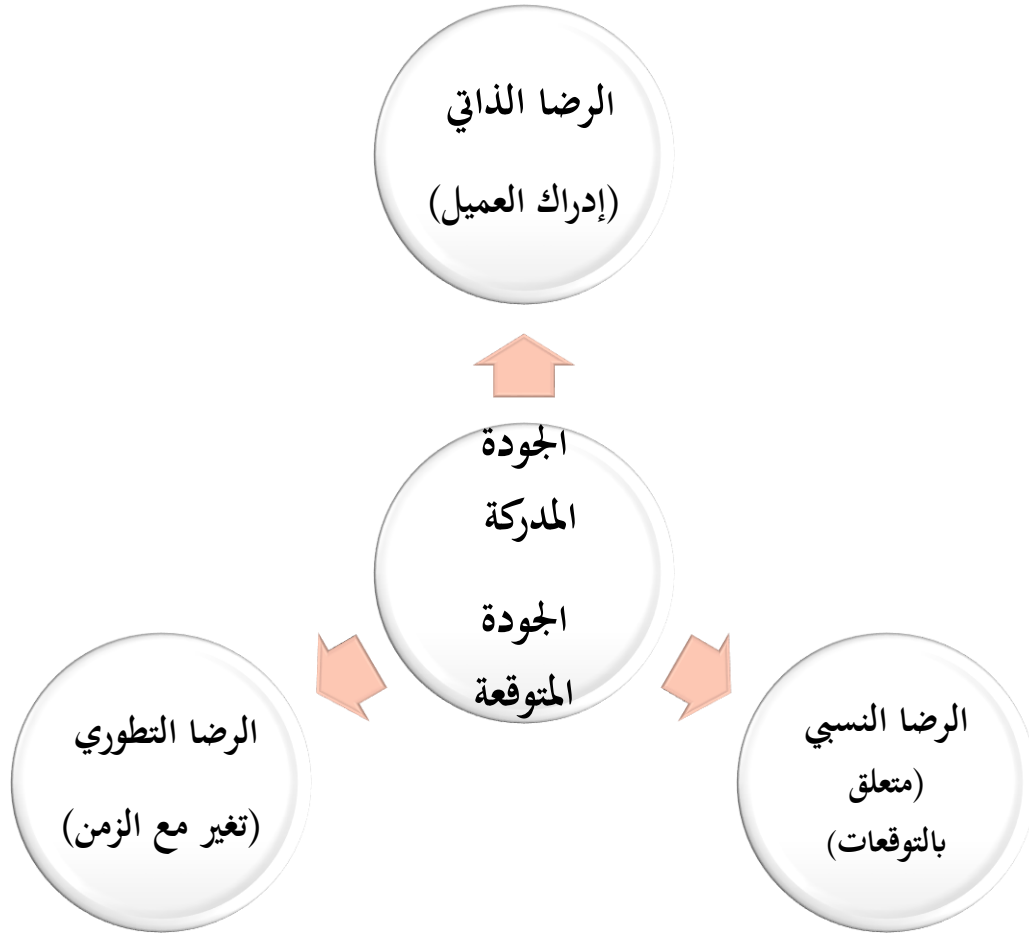 الرضا الذاتي
(إدراك العميل)
الجودة
المدركة
الجودة
المتوقعة
الرضا النسبي
(متعلق
بالتوقعات)
الرضا التطوري
(تغير مع الزمن)